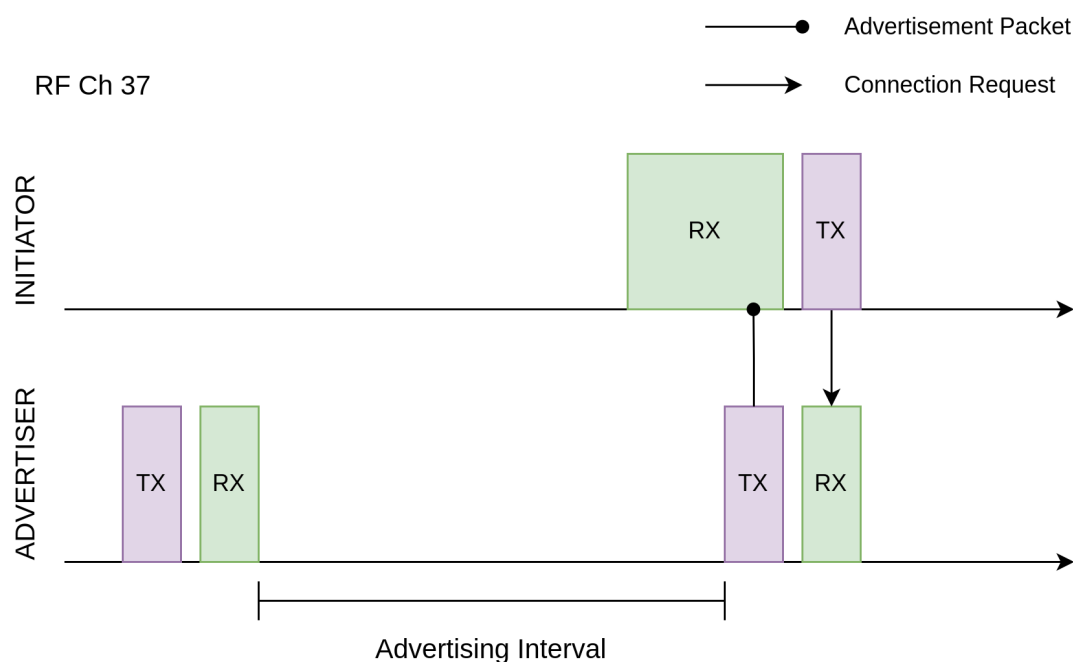 Advertisement Packet
RF Ch 37
Connection Request
INITIATOR
RX
TX
ADVERTISER
TX
RX
TX
RX
Advertising Interval